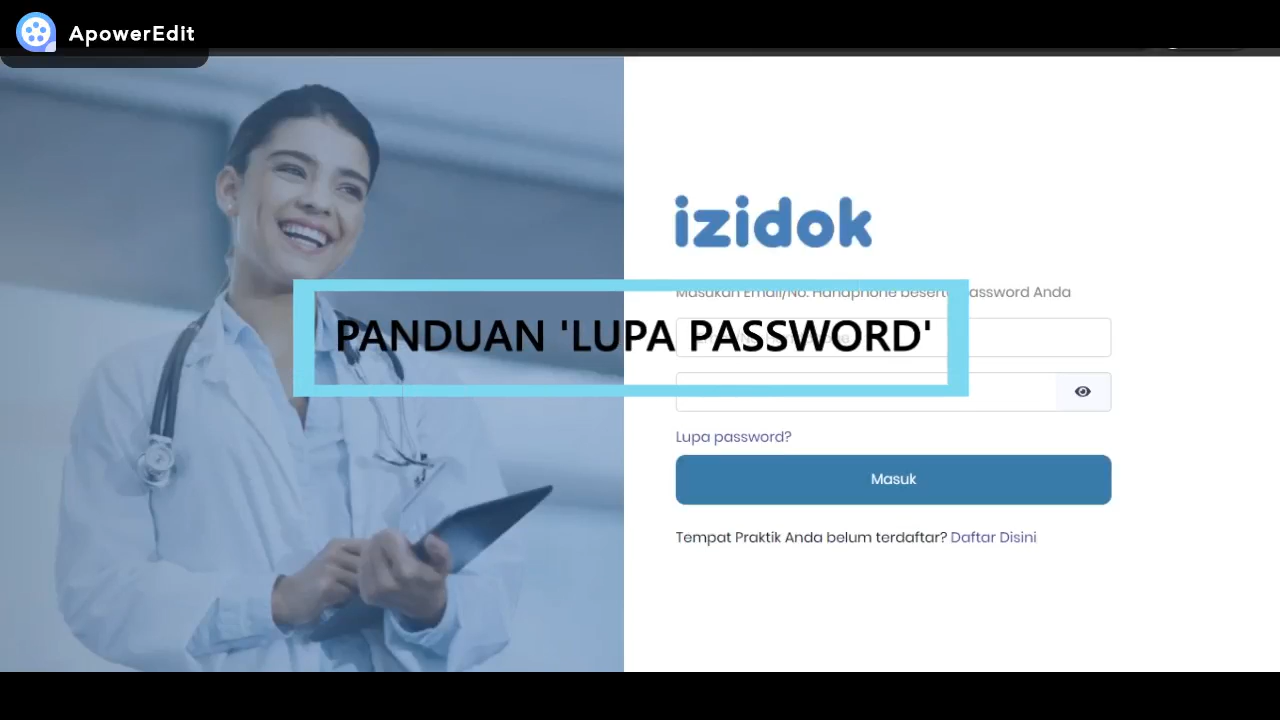 ApowerEdit
izidok
Masukan Email/No. Handphone beserta Password Anda
PANDUAN 'LUPA PASSWORD'
Lupa password?
Masuk
Tempat Praktik Anda belum terdaftar? Daftar Disini